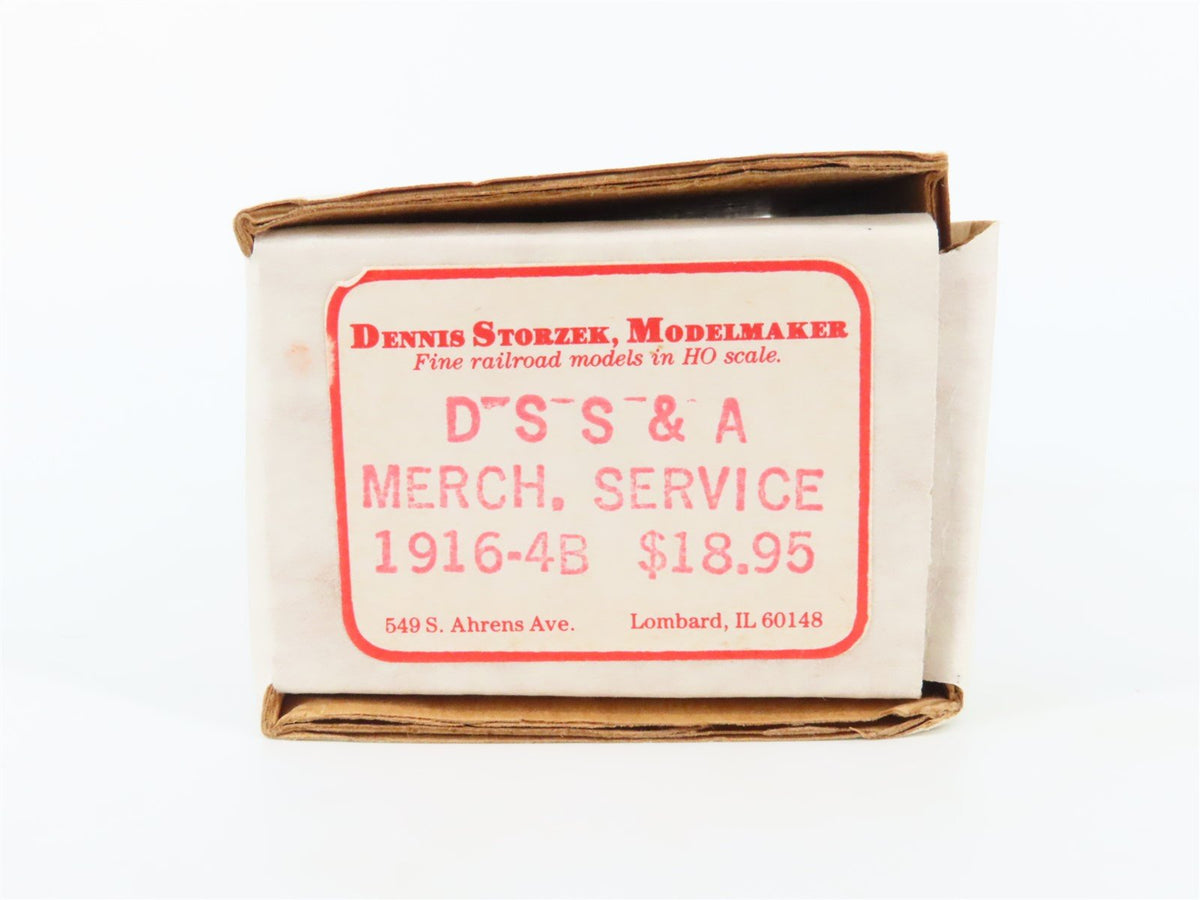 DENNIS STORZEK, MODELMAKER
Fine railroad models in HO scale.
D S S & A
MERCH. SERVICE
1916-4B $18.95
549 S. Ahrens Ave. Lombard, IL 60148